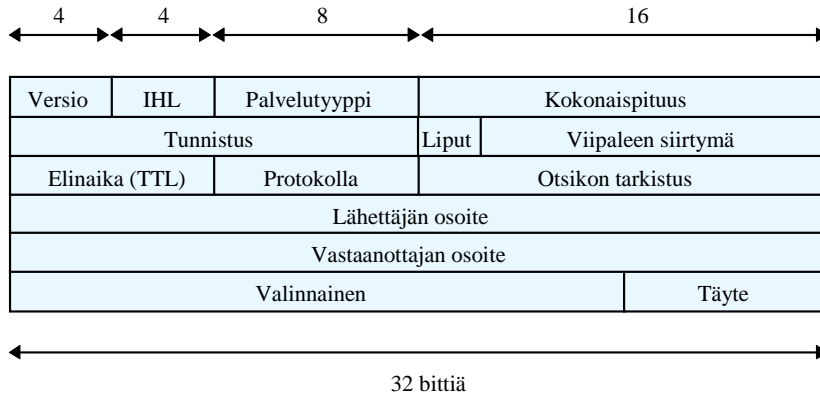 4 4 8 16
Versio IHL Palvelutyyppi Kokonaispituus
Tunnistus Liput Viipaleen siirtymä
Elinaika (TTL) Protokolla Otsikon tarkistus
Lähettäjän osoite
Vastaanottajan osoite
Valinnainen Täyte
32 bittiä